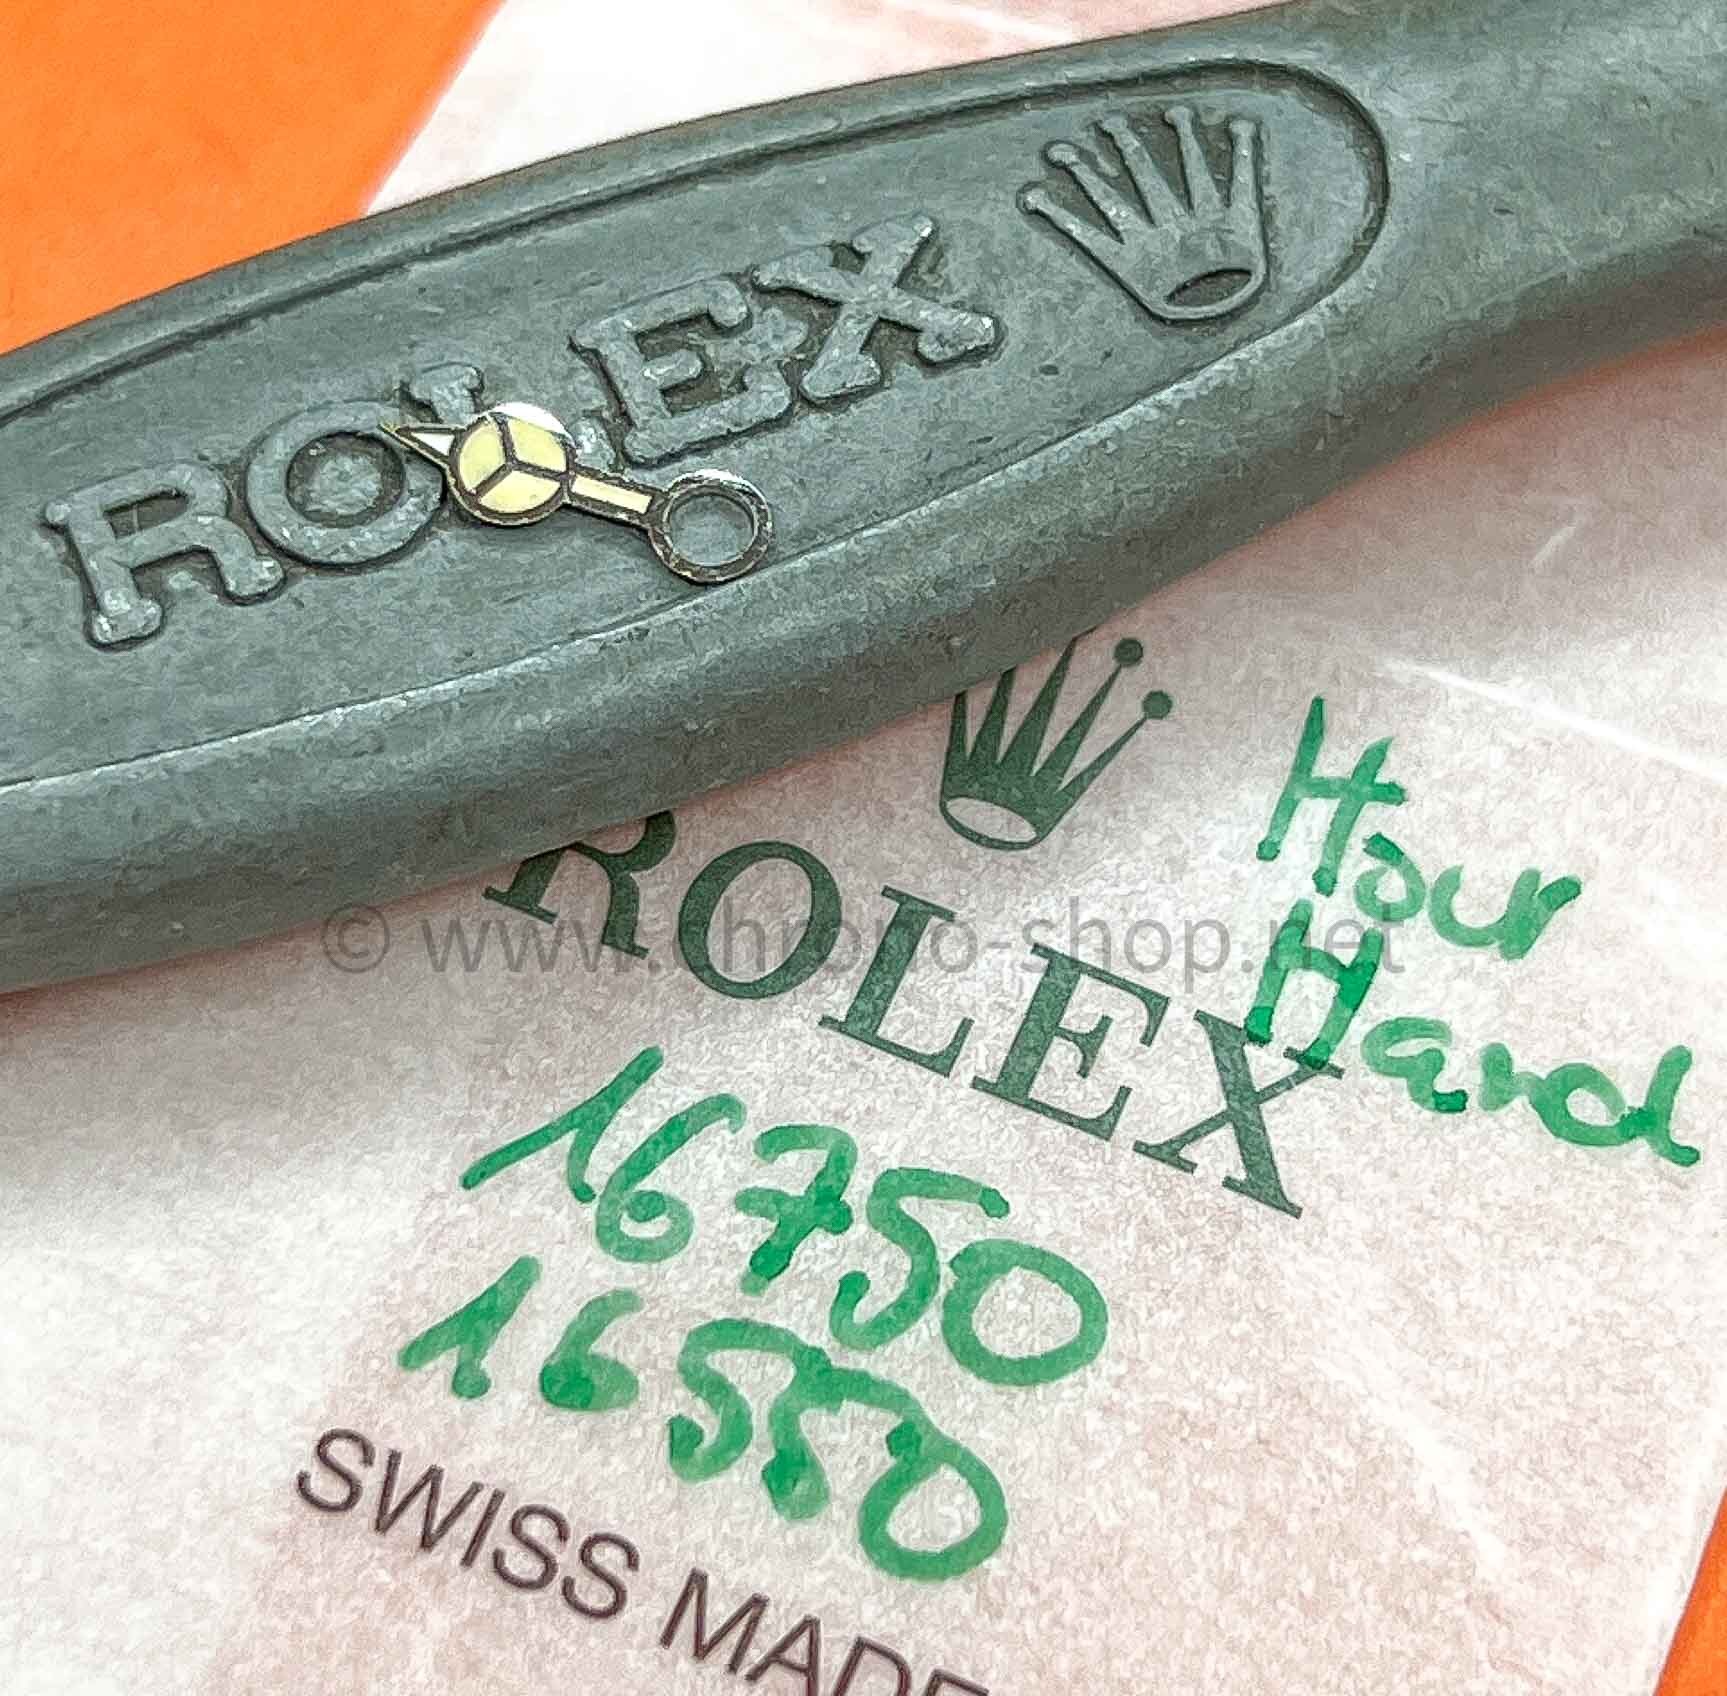 ROLEX
ROLEX
Hour
Hand
© www.chrono-shop.net
16750
16550
SWISS MADE